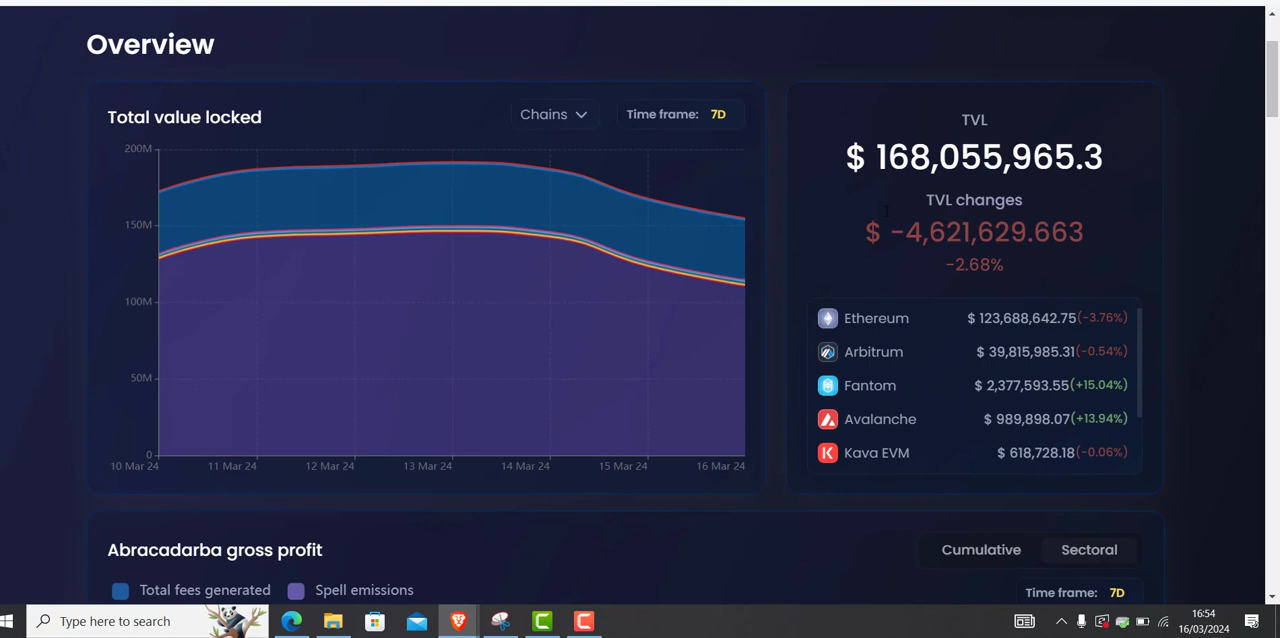 Overview
Total value locked
Chains
Time frame: 7D
200M
150M
100M
50M
0
10 Mar 24 11 Mar 24 12 Mar 24 13 Mar 24 14 Mar 24 15 Mar 24 16 Mar 24
TVL
$ 168,055,965.3
TVL changes
$ -4,621,629.663
-2.68%
Ethereum $ 123,688,642.75(-3.76%)
Arbitrum $ 39,815,985.31(-0.54%)
Fantom $ 2,377,593.55(+15.04%)
Avalanche $ 989,898.07(+13.94%)
Kava EVM $ 618,728.18(-0.06%)
Abracadarba gross profit
Cumulative Sectoral
Total fees generated Spell emissions
Time frame: 7D
Type here to search
16:54
16/03/2024